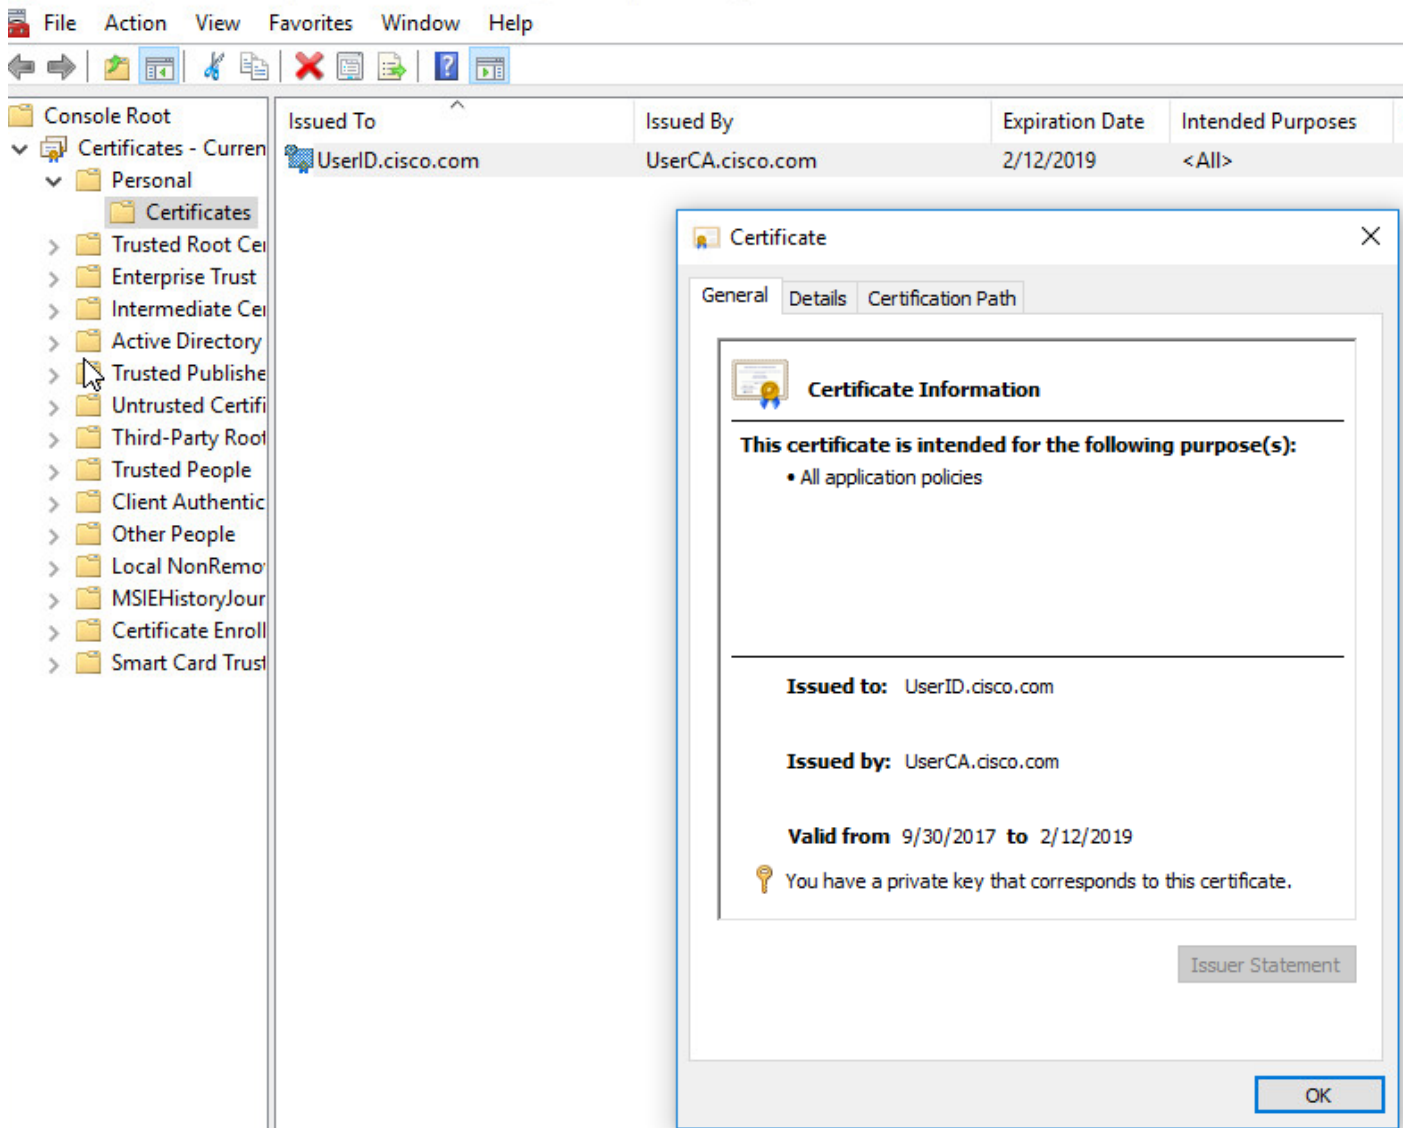 File Action View Favorites Window Help
Console Root
Certificates - Curren
Personal
Certificates
Trusted Root Cer
Enterprise Trust
Intermediate Cer
Active Directory
Trusted Publishe
Untrusted Certifi
Third-Party Root
Trusted People
Client Authentic
Other People
Local NonRemo
MSIEHistoryJour
Certificate Enroll
Smart Card Trust
Issued To Issued By Expiration Date Intended Purposes
UserID.cisco.com UserCA.cisco.com 2/12/2019 <All>
Certificate
General Details Certification Path
Certificate Information
This certificate is intended for the following purpose(s):
• All application policies
Issued to: UserID.cisco.com
Issued by: UserCA.cisco.com
Valid from 9/30/2017 to 2/12/2019
You have a private key that corresponds to this certificate.
Issuer Statement
OK